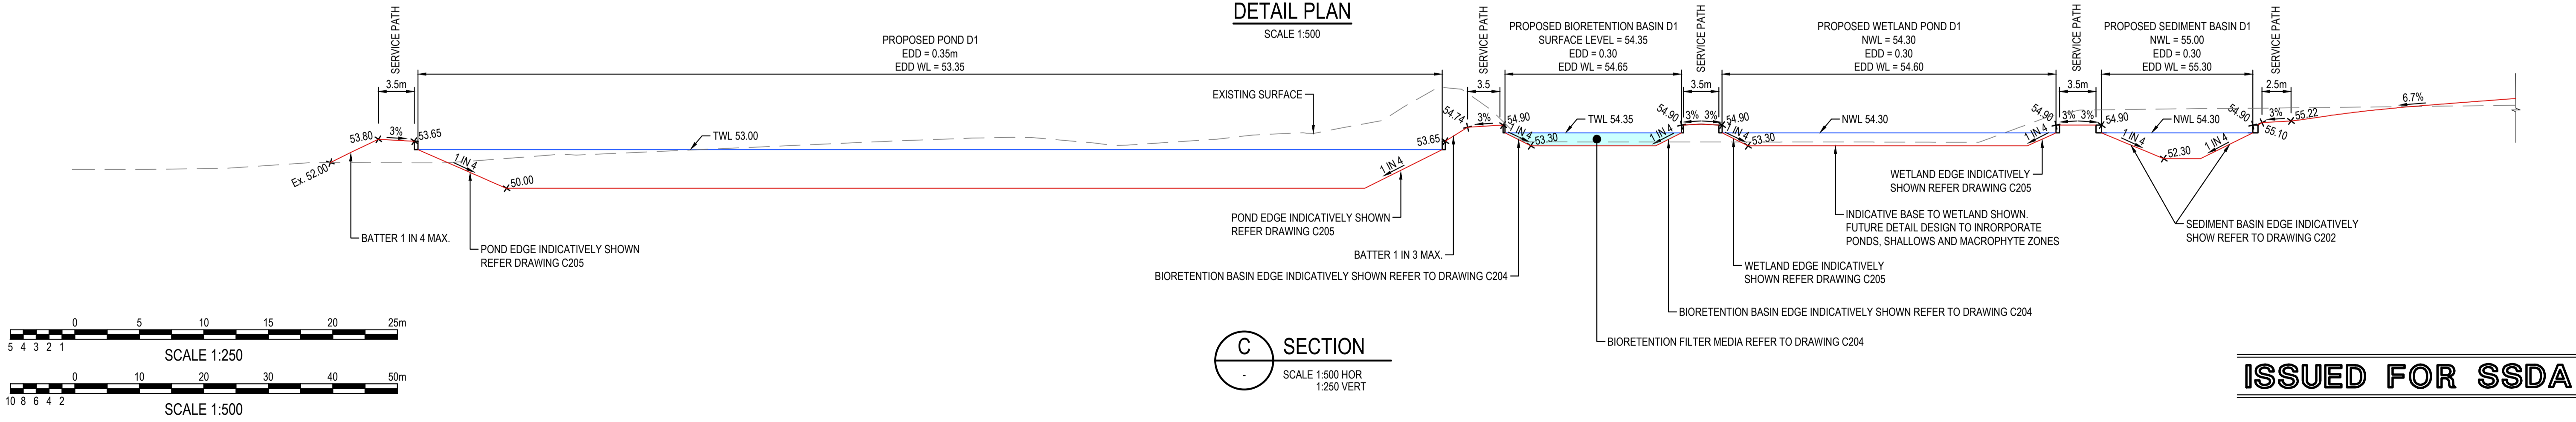 DETAIL PLAN
SCALE 1:500
SERVICE PATH
3.5m
PROPOSED POND D1
EDD = 0.35m
EDD WL = 53.35
SERVICE PATH
3.5
PROPOSED BIORETENTION BASIN D1
SURFACE LEVEL = 54.35
EDD = 0.30
EDD WL = 54.65
SERVICE PATH
3.5m
PROPOSED WETLAND POND D1
NWL = 54.30
EDD = 0.30
EDD WL = 54.60
SERVICE PATH
3.5m
PROPOSED SEDIMENT BASIN D1
NWL = 55.00
EDD = 0.30
EDD WL = 55.30
SERVICE PATH
2.5m
EXISTING SURFACE
Ex. 52.00
53.80
3%
53.65
1 IN 4
50.00
TWL 53.00
1 IN 4
53.65
54.74
3%
54.90
1 IN 4
53.30
TWL 54.35
1 IN 4
54.90
3%
3%
54.90
1 IN 4
53.30
NWL 54.30
1 IN 4
54.90
3%
3%
54.90
1 IN 4
52.30
NWL 54.30
1 IN 4
54.90
3%
55.10
55.22
6.7%
BATTER 1 IN 4 MAX.
POND EDGE INDICATIVELY SHOWN
REFER DRAWING C205
POND EDGE INDICATIVELY SHOWN
REFER DRAWING C205
BATTER 1 IN 3 MAX.
BIORETENTION BASIN EDGE INDICATIVELY SHOWN REFER TO DRAWING C204
WETLAND EDGE INDICATIVELY
SHOWN REFER DRAWING C205
INDICATIVE BASE TO WETLAND SHOWN.
FUTURE DETAIL DESIGN TO INRORPORATE
PONDS, SHALLOWS AND MACROPHYTE ZONES
SEDIMENT BASIN EDGE INDICATIVELY
SHOW REFER TO DRAWING C202
WETLAND EDGE INDICATIVELY
SHOWN REFER DRAWING C205
BIORETENTION BASIN EDGE INDICATIVELY SHOWN REFER TO DRAWING C204
BIORETENTION FILTER MEDIA REFER TO DRAWING C204
0 5 10 15 20 25m
5 4 3 2 1
SCALE 1:250
0 10 20 30 40 50m
10 8 6 4 2
SCALE 1:500
C
-
SECTION
SCALE 1:500 HOR
1:250 VERT
ISSUED FOR SSDA